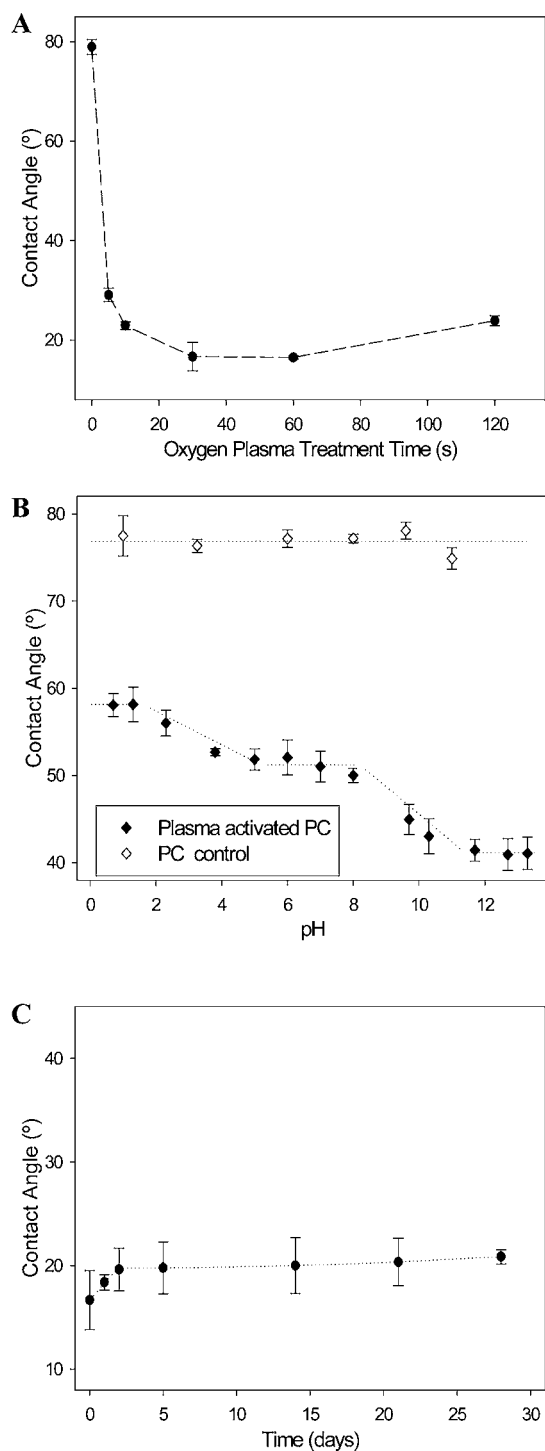 A
80
60
40
20
Contact Angle (º)
0 20 40 60 80 100 120
Oxygen Plasma Treatment Time (s)
B
80
70
60
50
40
Contact Angle (º)
Plasma activated PC
PC control
0 2 4 6 8 10 12
pH
C
40
30
20
10
Contact Angle (º)
0 5 10 15 20 25 30
Time (days)